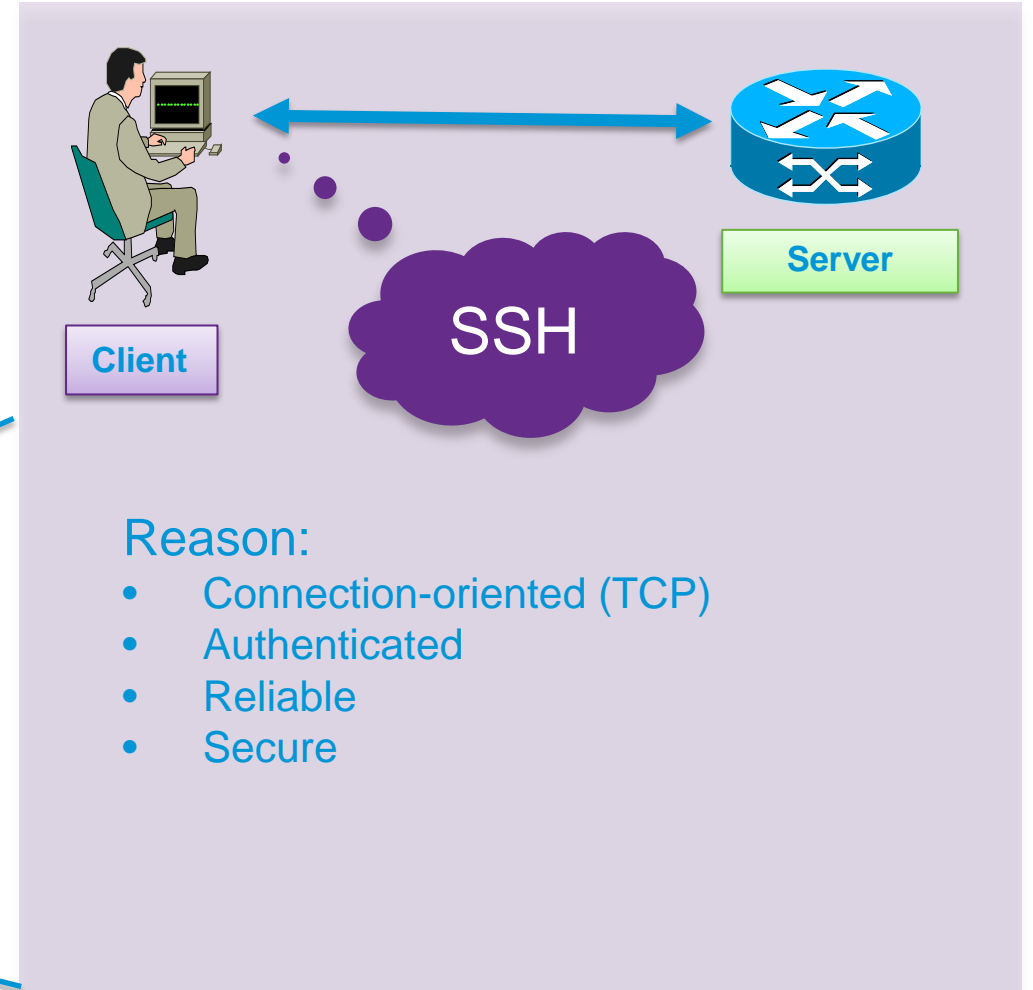 Server
SSH
Client
Reason:
• Connection-oriented (TCP)
• Authenticated
• Reliable
• Secure